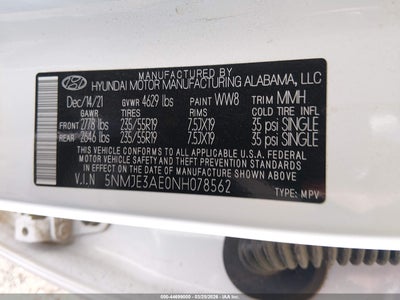 MANUFACTURED BY
HYUNDAI MOTOR MANUFACTURING ALABAMA, LLC
Dec/14/21 GVWR 4629 lbs PAINT WW8 TRIM MMH
GAWR TIRES RIMS COLD TIRE INFL
FRONT 2778 lbs 235/55R19 7.5JX19 35 psi SINGLE
REAR 2646 lbs 235/55R19 7.5JX19 35 psi SINGLE
THIS VEHICLE CONFORMS TO ALL APPLICABLE U.S.A. FEDERAL
MOTOR VEHICLE SAFETY, BUMPER, AND THEFT PREVENTION STANDARDS
IN EFFECT ON THE DATE OF MANUFACTURE SHOWN ABOVE.
V.I.N 5NMJE3AE0NH078562 TYPE: MPV